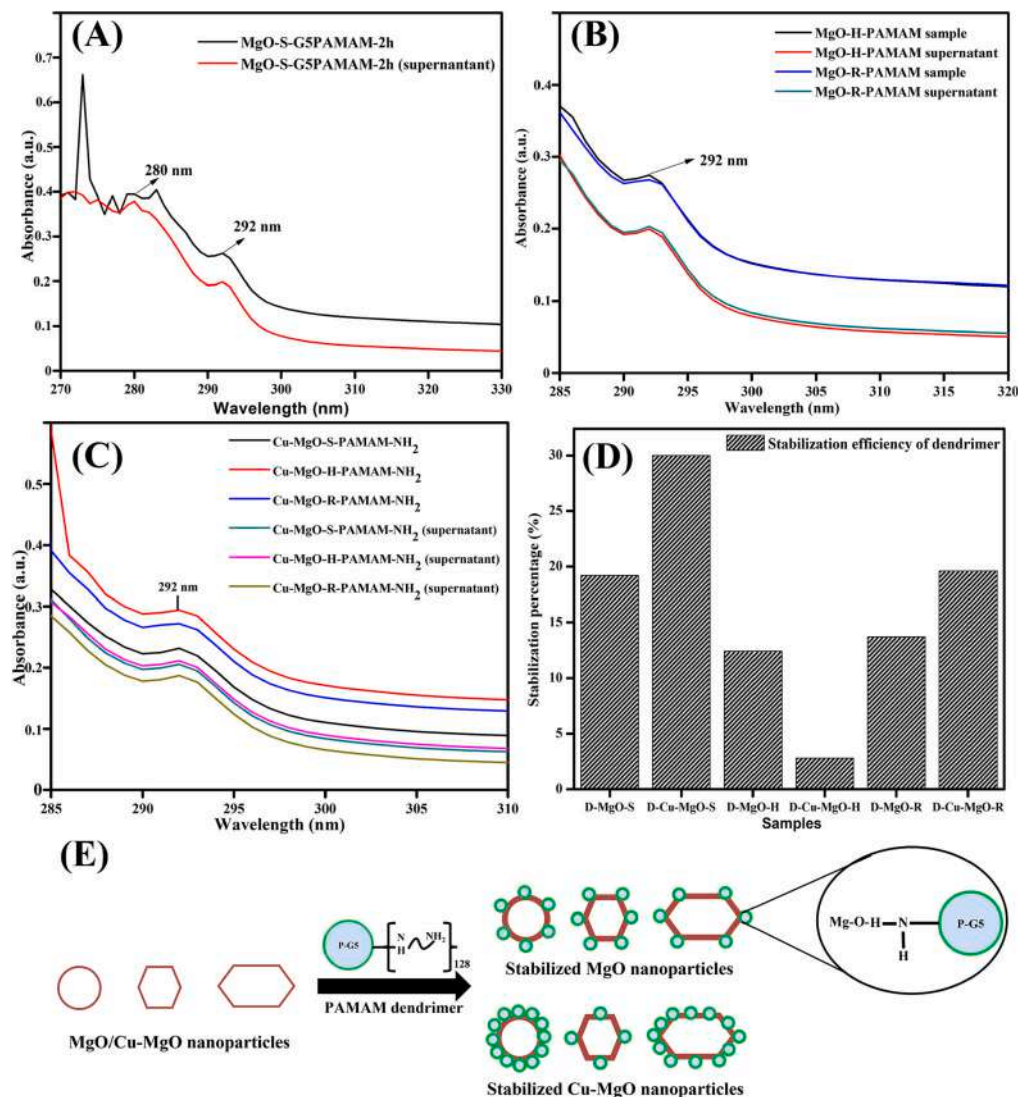 (A)
MgO-S-G5PAMAM-2h
MgO-S-G5PAMAM-2h (supernantant)
280 nm
292 nm
0.7
0.6
0.5
0.4
0.3
0.2
0.1
0
Absorbance (a.u.)
270 280 290 300 310 320 330
Wavelength (nm)
(B)
MgO-H-PAMAM sample
MgO-H-PAMAM supernatant
MgO-R-PAMAM sample
MgO-R-PAMAM supernatant
292 nm
0.4
0.3
0.2
0.1
0
Absorbance (a.u.)
285 290 295 300 305 310 315 320
Wavelength (nm)
(C)
Cu-MgO-S-PAMAM-NH2
Cu-MgO-H-PAMAM-NH2
Cu-MgO-R-PAMAM-NH2
Cu-MgO-S-PAMAM-NH2 (supernatant)
Cu-MgO-H-PAMAM-NH2 (supernatant)
Cu-MgO-R-PAMAM-NH2 (supernatant)
292 nm
0.5
0.4
0.3
0.2
0.1
0
Absorbance (a.u.)
285 290 295 300 305 310
Wavelength (nm)
(D)
Stabilization efficiency of dendrimer
30
25
20
15
10
5
0
Stabilization percentage (%)
D-MgO-S D-Cu-MgO-S D-MgO-H D-Cu-MgO-H D-MgO-R D-Cu-MgO-R
Samples
(E)
MgO/Cu-MgO nanoparticles
P-G5
N
H
NH2
128
PAMAM dendrimer
Stabilized MgO nanoparticles
Stabilized Cu-MgO nanoparticles
Mg-O-H
N
H
P-G5